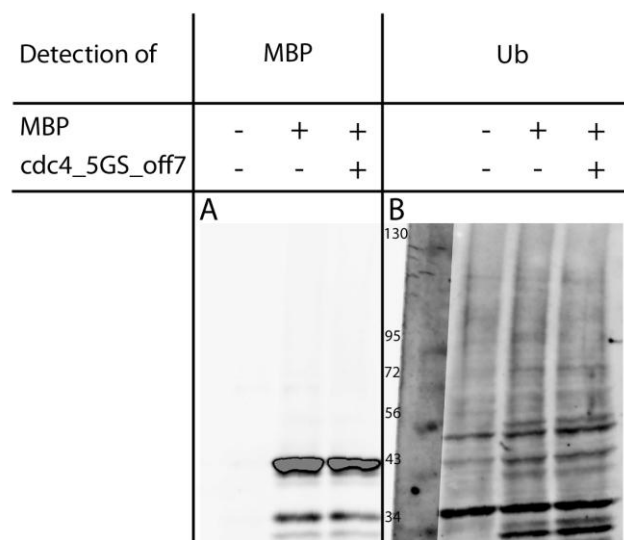 Detection of MBP Ub
MBP - + + - + +
cdc4_5GS_off7 - - + - - +
A B
130
95
72
56
43
34